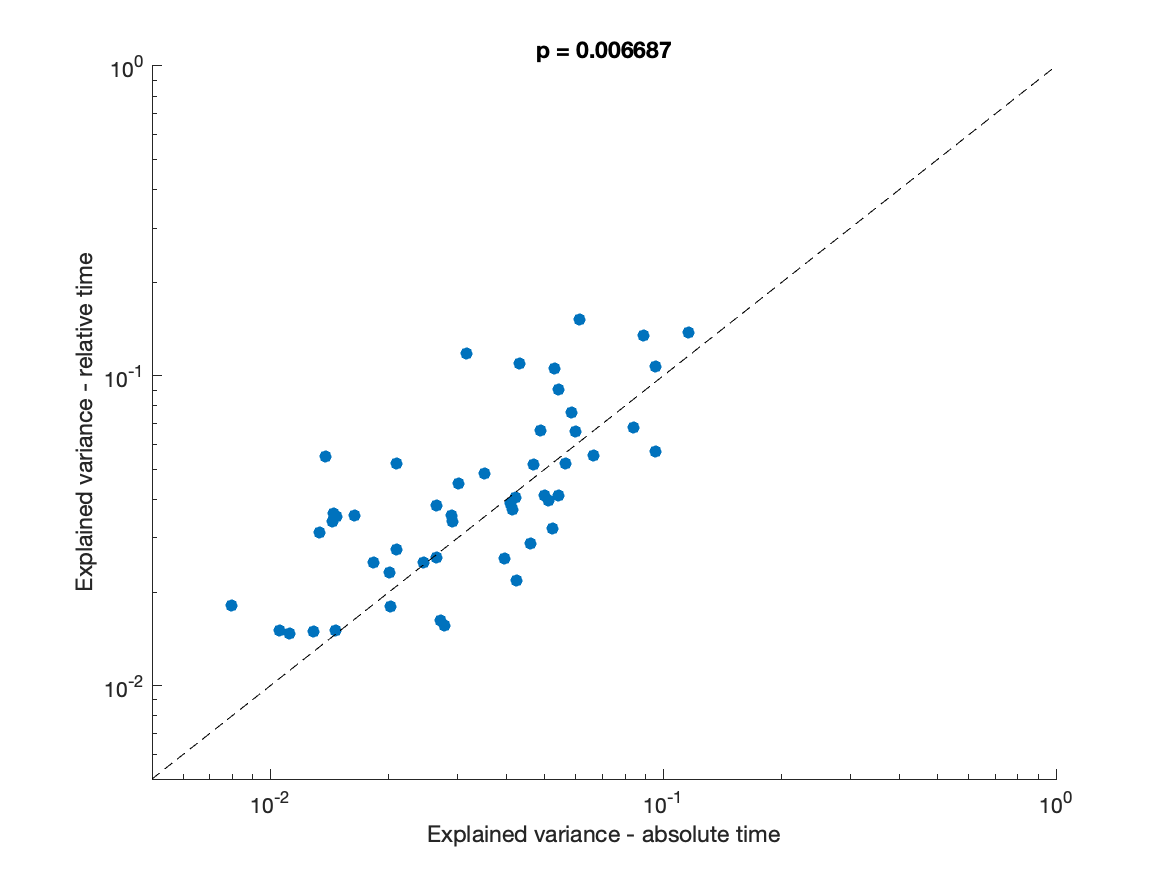 p = 0.006687
10^0
10^-1
10^-2
Explained variance - relative time
10^-2
10^-1
10^0
Explained variance - absolute time